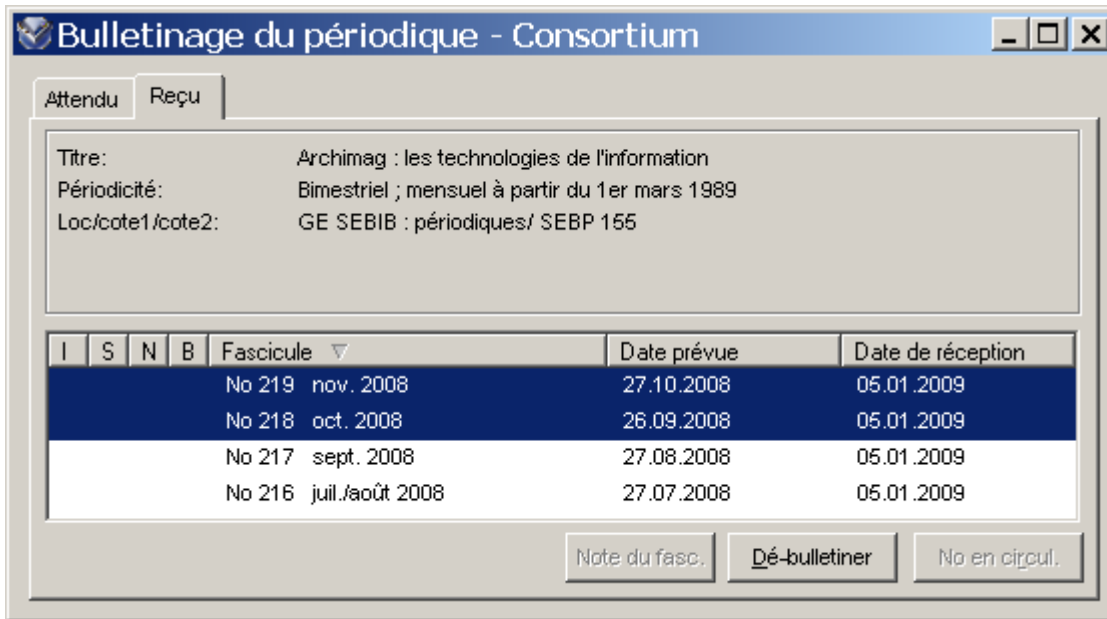 Bulletinage du périodique - Consortium
Attendu Reçu
Titre: Archimag : les technologies de l'information
Périodicité: Bimestriel ; mensuel à partir du 1er mars 1989
Loc/cote1/cote2: GE SEBIB : périodiques/ SEBP 155
I S N B Fascicule Date prévue Date de réception
No 219 nov. 2008 27.10.2008 05.01.2009
No 218 oct. 2008 26.09.2008 05.01.2009
No 217 sept. 2008 27.08.2008 05.01.2009
No 216 juil./août 2008 27.07.2008 05.01.2009
Note du fasc. Dé-bulletiner No en circul.